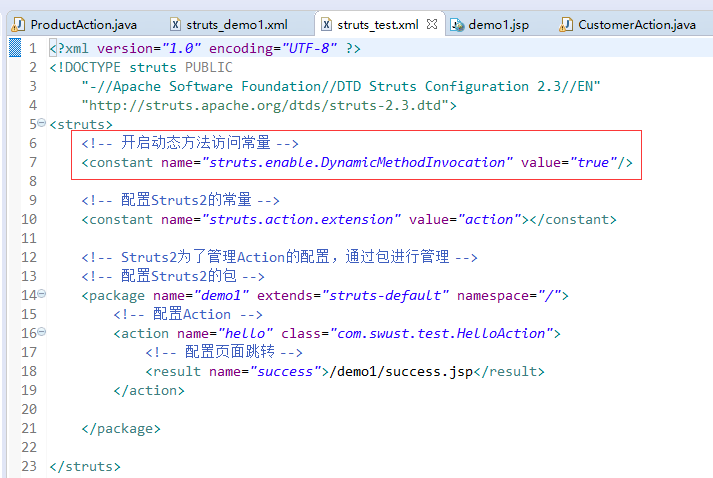 ProductAction.java struts_demo1.xml struts_test.xml demo1.jsp CustomerAction.java
1 <?xml version="1.0" encoding="UTF-8" ?>
2 <!DOCTYPE struts PUBLIC
3 "-//Apache Software Foundation//DTD Struts Configuration 2.3//EN"
4 "http://struts.apache.org/dtds/struts-2.3.dtd">
5 <struts>
6 <!-- 开启动态方法访问常量 -->
7 <constant name="struts.enable.DynamicMethodInvocation" value="true"/>
8
9 <!-- 配置Struts2的常量 -->
10 <constant name="struts.action.extension" value="action"></constant>
11
12 <!-- Struts2为了管理Action的配置，通过包进行管理 -->
13 <!-- 配置Struts2的包 -->
14 <package name="demo1" extends="struts-default" namespace="/">
15 <!-- 配置Action -->
16 <action name="hello" class="com.swust.test.HelloAction">
17 <!-- 配置页面跳转 -->
18 <result name="success">/demo1/success.jsp</result>
19 </action>
20
21 </package>
22
23 </struts>